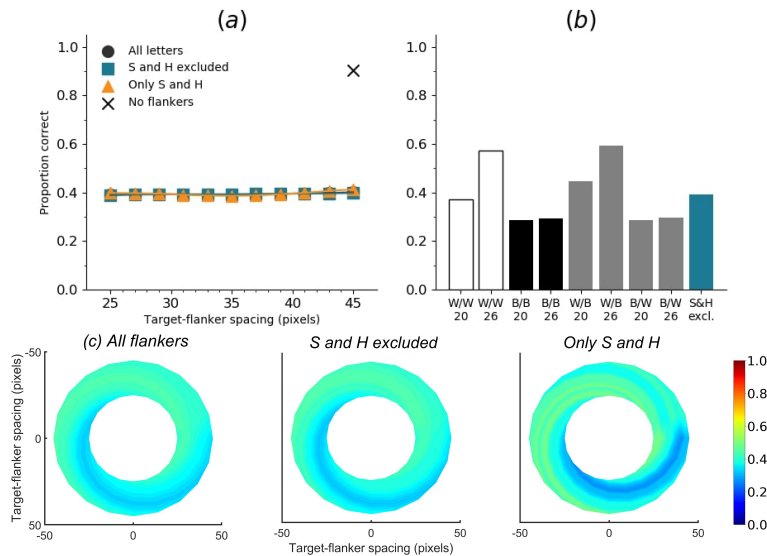 (a)
1.0
0.8
0.6
0.4
0.2
0.0
Proportion correct
All letters
S and H excluded
Only S and H
No flankers
25 30 35 40 45
Target-flanker spacing (pixels)
(b)
1.0
0.8
0.6
0.4
0.2
0.0
W/W W/W B/B B/B W/B W/B B/W B/W S&H
20 26 20 26 20 26 20 26 excl.
(c) All flankers
S and H excluded
Only S and H
Target-flanker spacing (pixels)
-50
0
50
-50 0 50
-50 0 50
-50 0 50
Target-flanker spacing (pixels)
1.0
0.8
0.6
0.4
0.2
0.0